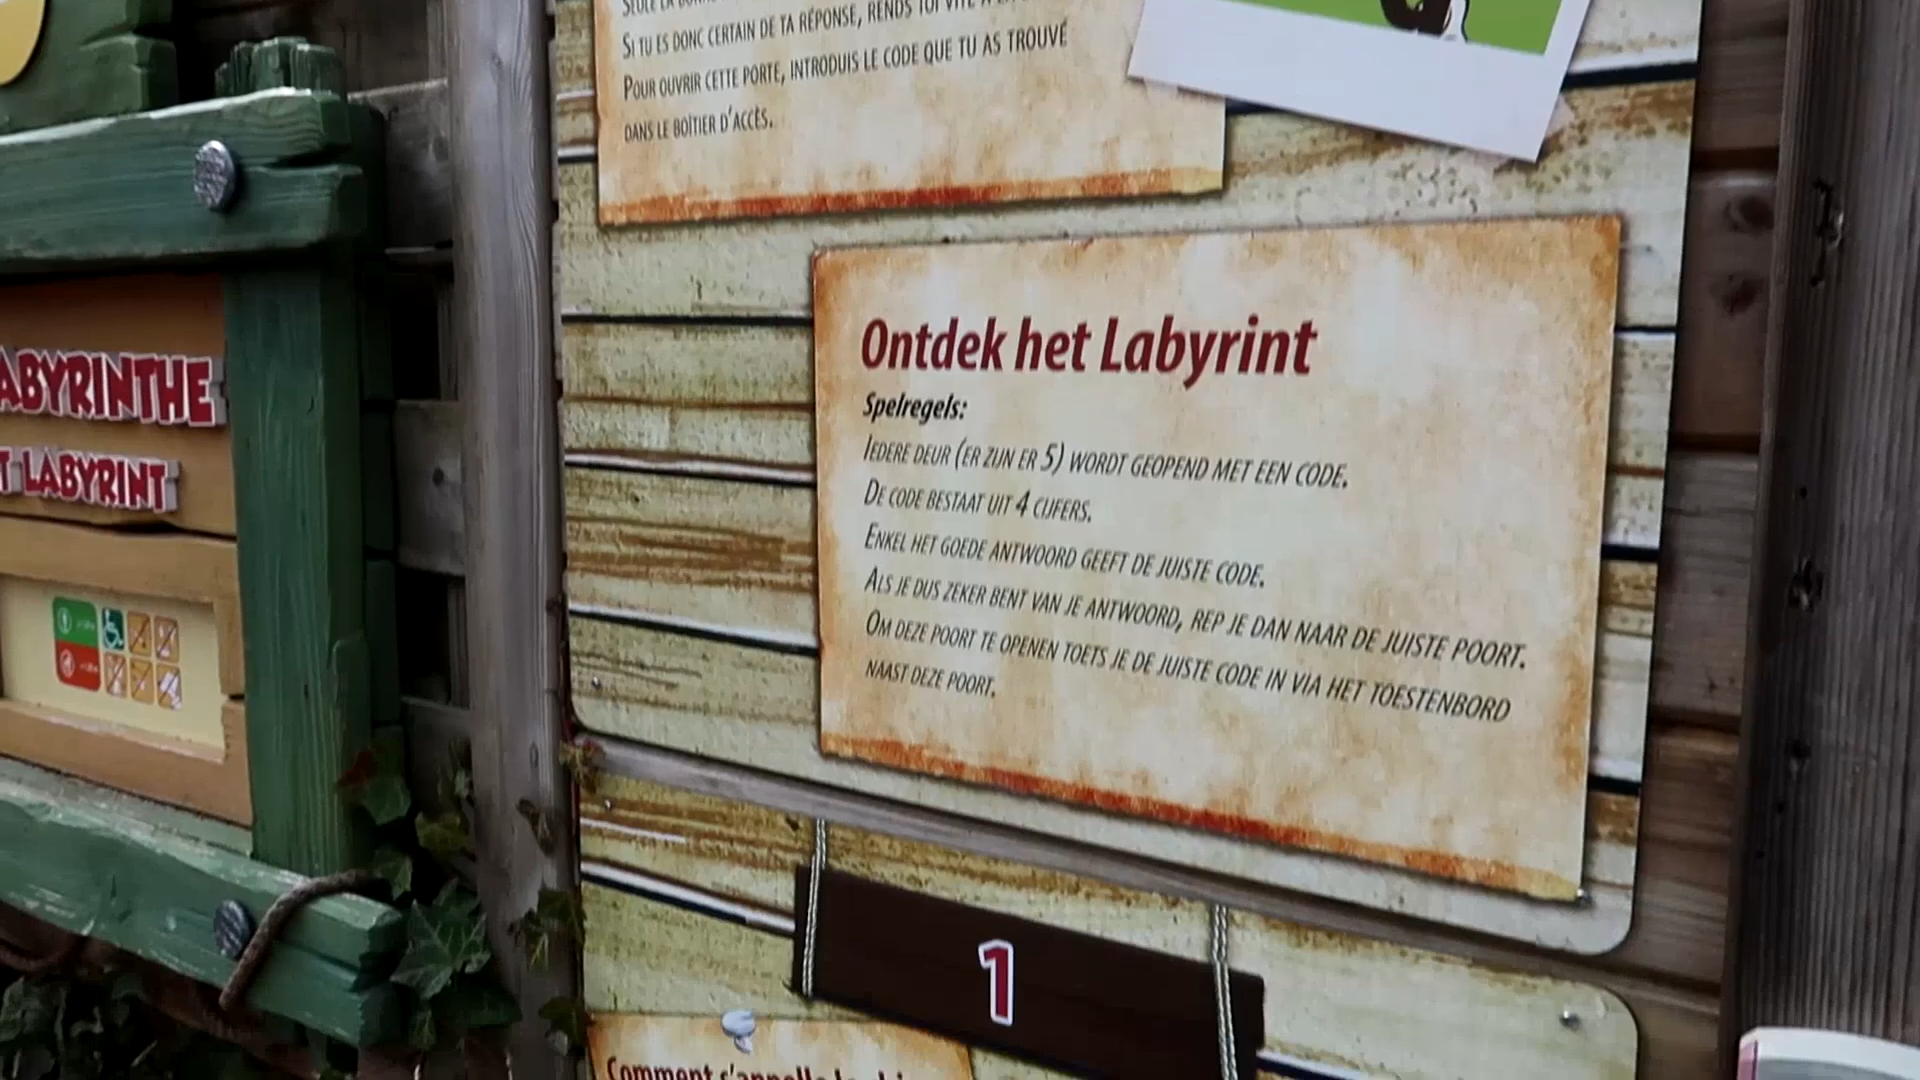 SI TU ES DONC CERTAIN DE TA RÉPONSE, RENDS TOI VITE
POUR OUVRIR CETTE PORTE, INTRODUIS LE CODE QUE TU AS TROUVÉ
DANS LE BOÎTIER D'ACCÈS.
Ontdek het Labyrint
Spelregels:
IEDERE DEUR (ER ZIJN ER 5) WORDT GEOPEND MET EEN CODE.
DE CODE BESTAAT UIT 4 CIJFERS.
ENKEL HET GOEDE ANTWOORD GEEFT DE JUISTE CODE.
ALS JE DUS ZEKER BENT VAN JE ANTWOORD, REP JE DAN NAAR DE JUISTE POORT.
OM DEZE POORT TE OPENEN TOETS JE DE JUISTE CODE IN VIA HET TOESTENBORD
NAAST DEZE POORT.
ABYRINTHE
T LABYRINT
1
Comment s'appelle